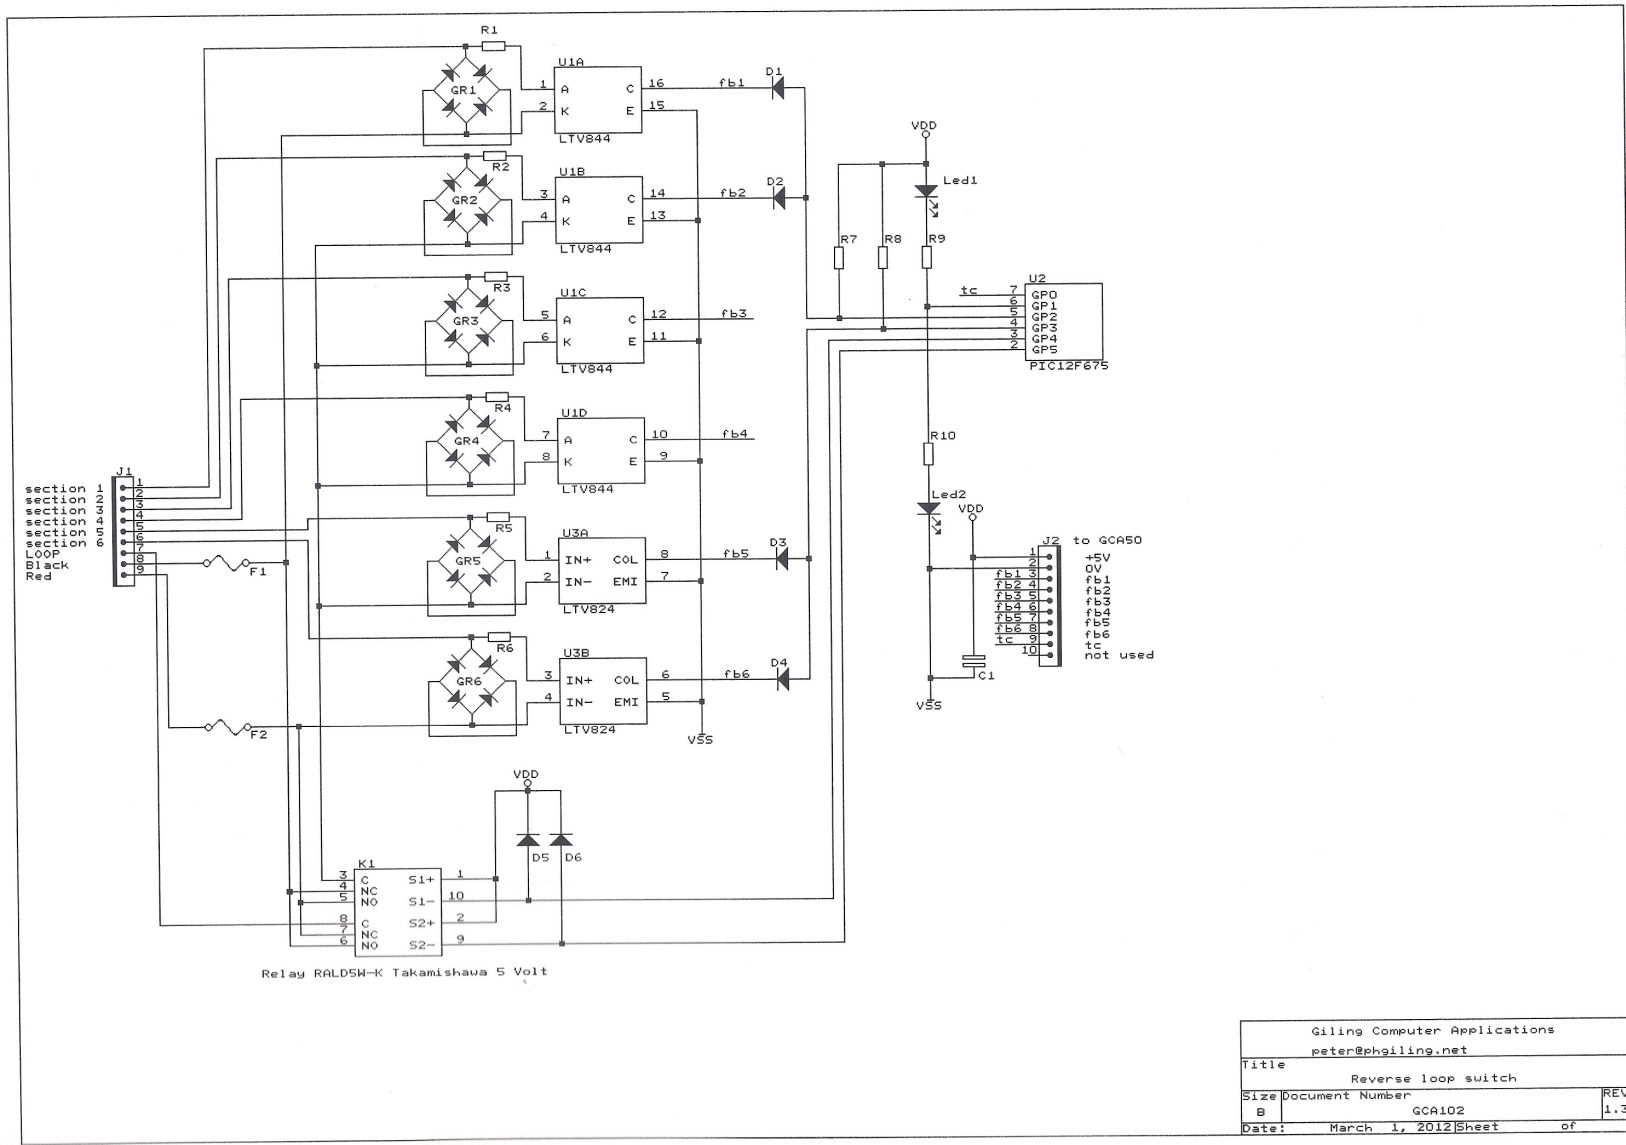 R1
GR1
U1A
1 A C 16 fb1 D1
2 K E 15
LTV844
R2
GR2
U1B
3 A C 14 fb2 D2
4 K E 13
LTV844
R3
GR3
U1C
5 A C 12 fb3
6 K E 11
LTV844
R4
GR4
U1D
7 A C 10 fb4
8 K E 9
LTV844
R5
GR5
U3A
1 IN+ COL 8 fb5 D3
2 IN- EMI 7
LTV824
R6
GR6
U3B
3 IN+ COL 6 fb6 D4
4 IN- EMI 5
LTV824
VSS
VDD
Led1
R7 R8 R9
U2
tc 7 GP0
6 GP1
5 GP2
4 GP3
3 GP4
2 GP5
PIC12F675
R10
Led2
VDD
J2 to GCA50
1 +5V
2 0V
fb1 3 fb1
fb2 4 fb2
fb3 5 fb3
fb4 6 fb4
fb5 7 fb5
fb6 8 fb6
tc 9 tc
10 not used
C1
VSS
J1
section 1 1
section 2 2
section 3 3
section 4 4
section 5 5
section 6 6
LOOP 7
Black 8
Red 9
F1
F2
VDD
D5 D6
K1
3 C S1+ 1
4 NC
5 NO S1- 10
8 C S2+ 2
7 NC
6 NO S2- 9
Relay RALD5W-K Takamishawa 5 Volt
Giling Computer Applications
peter@phgiling.net
Title
Reverse loop switch
Size Document Number REV
B GCA102 1.3
Date: March 1, 2012 Sheet of